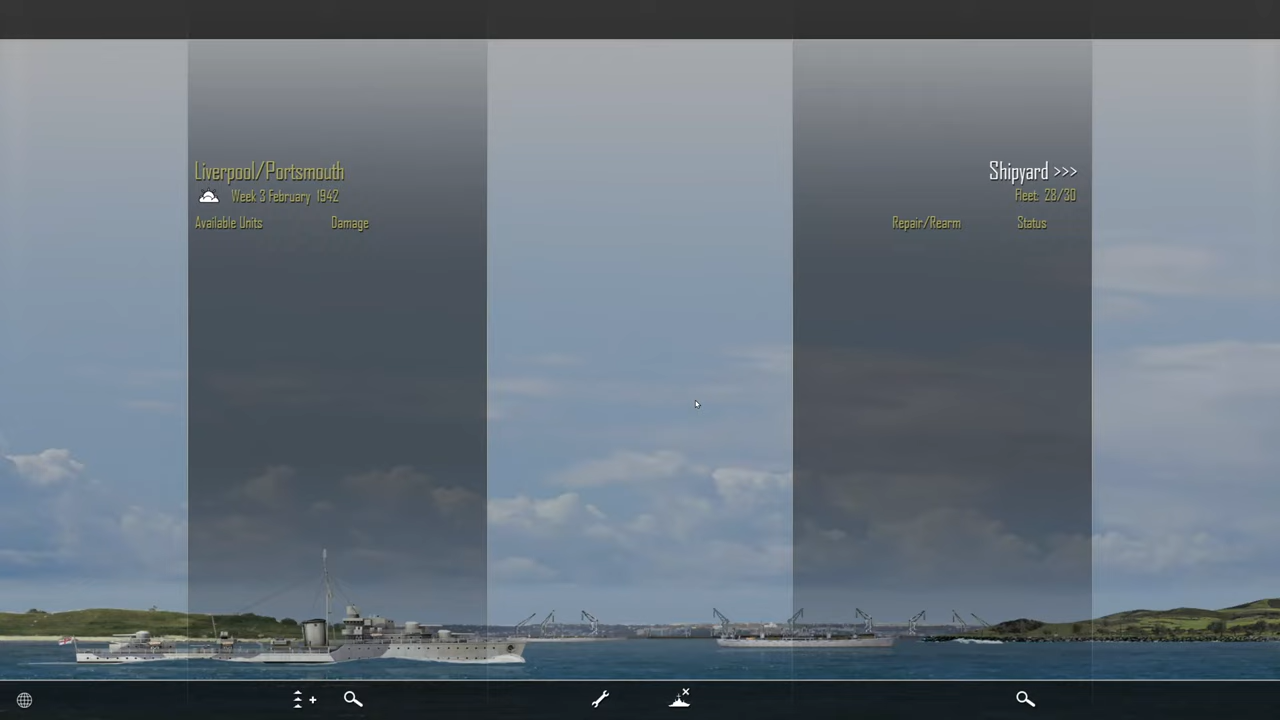 Liverpool/Portsmouth
Week 3 February 1942
Available Units Damage
Shipyard >>>
Fleet: 28/30
Repair/Rearm Status